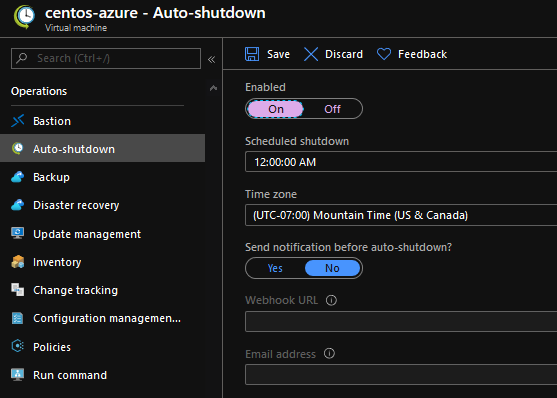 centos-azure - Auto-shutdown
Virtual machine
Search (Ctrl+/)
«
Save
Discard
Feedback
Operations
Bastion
Auto-shutdown
Backup
Disaster recovery
Update management
Inventory
Change tracking
Configuration managemen...
Policies
Run command
Enabled
On Off
Scheduled shutdown
12:00:00 AM
Time zone
(UTC-07:00) Mountain Time (US & Canada)
Send notification before auto-shutdown?
Yes No
Webhook URL
Email address